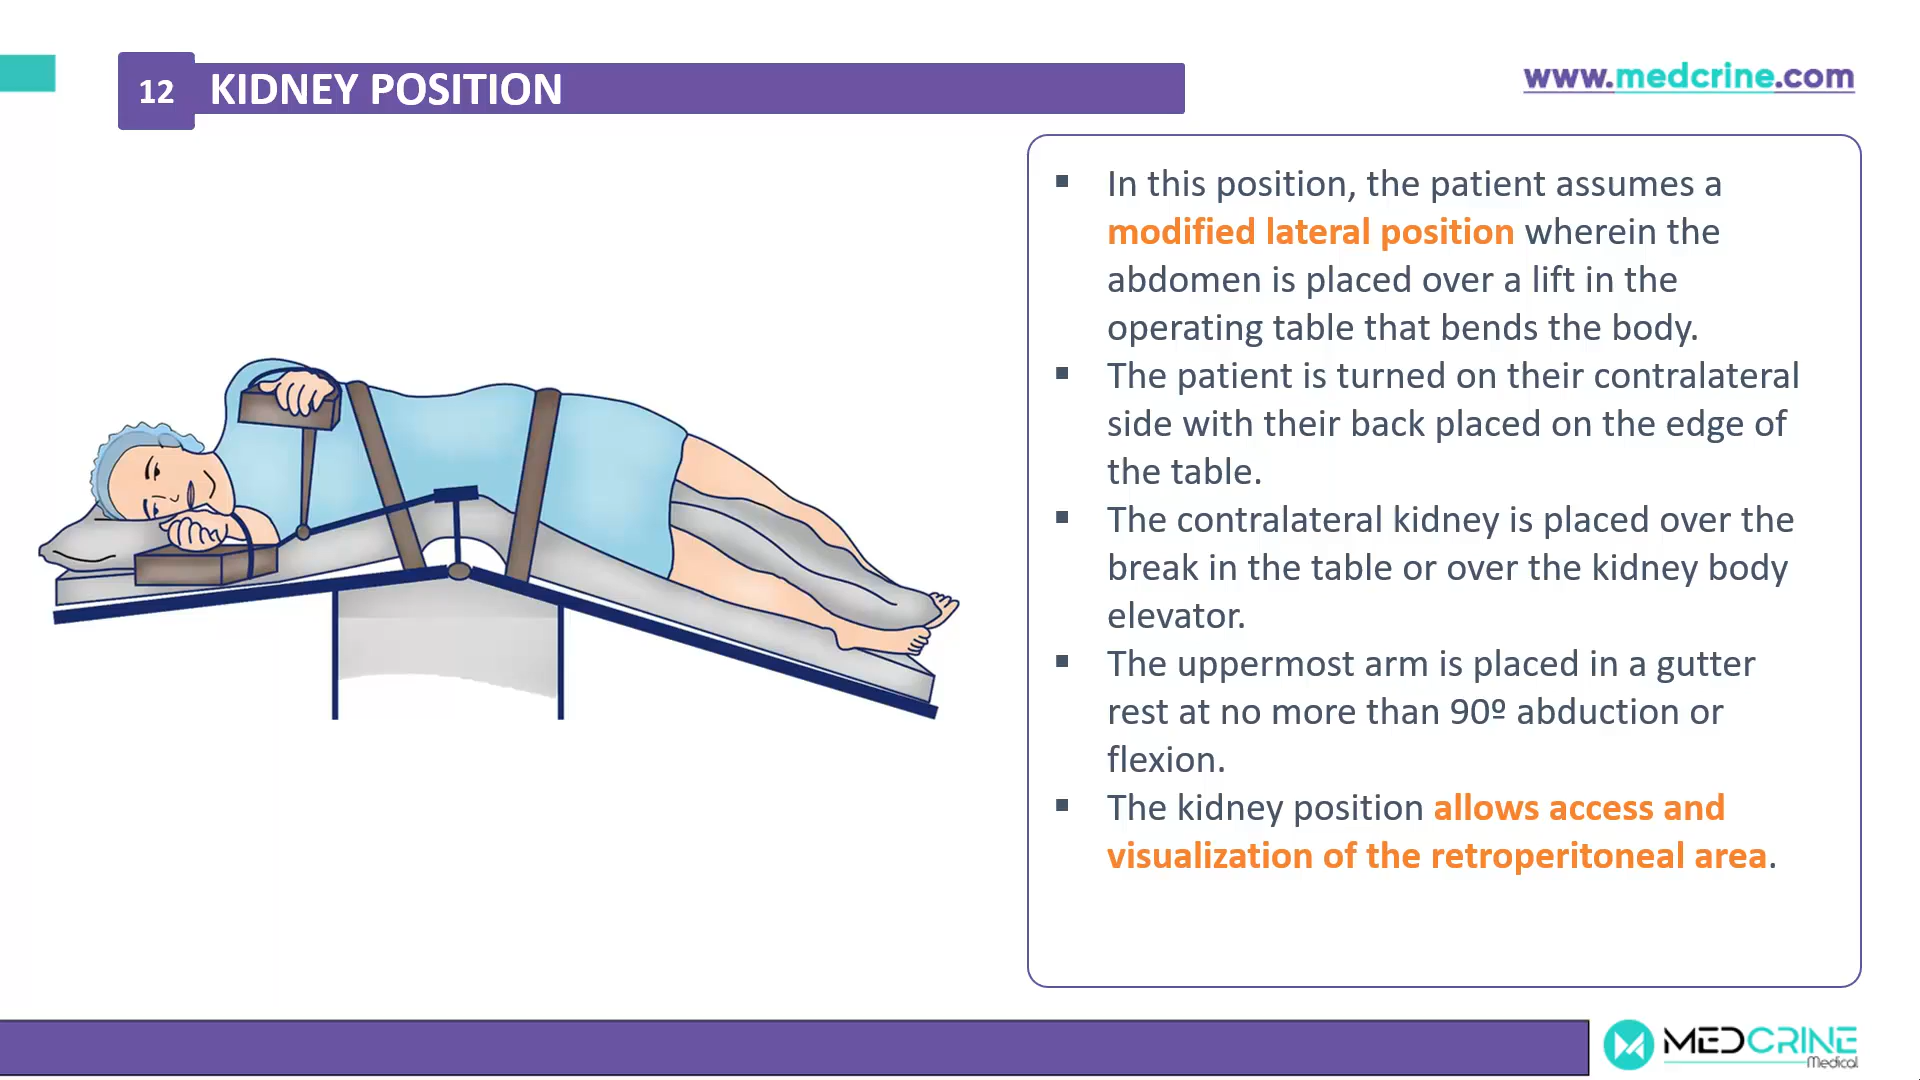 12 KIDNEY POSITION
www.medcrine.com
▪ In this position, the patient assumes a
modified lateral position wherein the
abdomen is placed over a lift in the
operating table that bends the body.
▪ The patient is turned on their contralateral
side with their back placed on the edge of
the table.
▪ The contralateral kidney is placed over the
break in the table or over the kidney body
elevator.
▪ The uppermost arm is placed in a gutter
rest at no more than 90º abduction or
flexion.
▪ The kidney position allows access and
visualization of the retroperitoneal area.
MEDCRINE
Medical